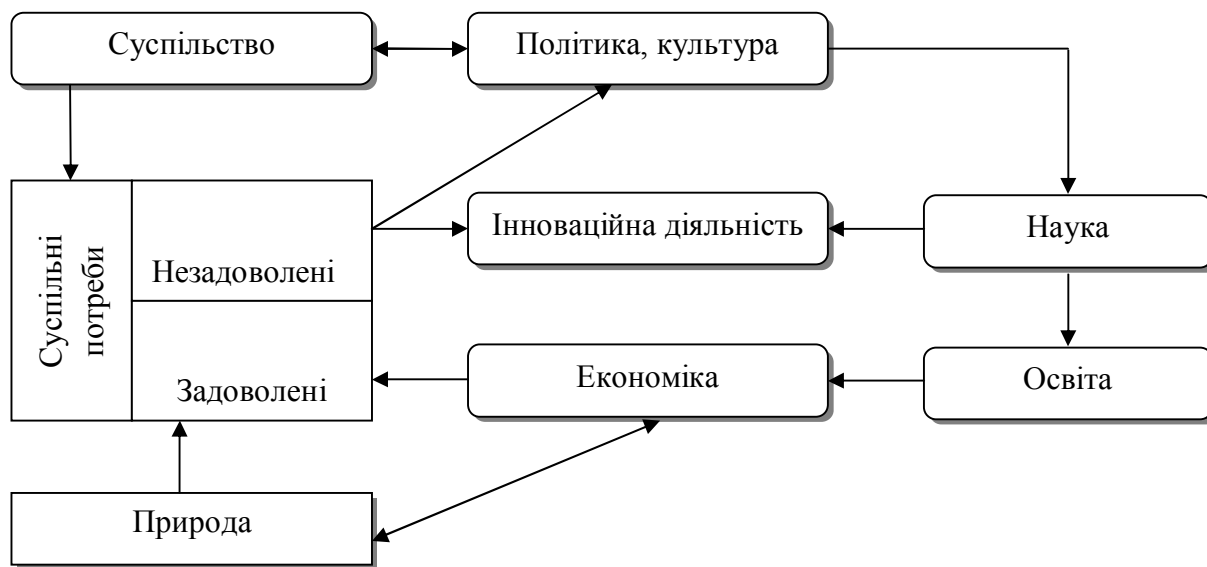 Суспільство
Політика, культура
Суспільні
потреби
Незадоволені
Інноваційна діяльність
Наука
Задоволені
Економіка
Освіта
Природа